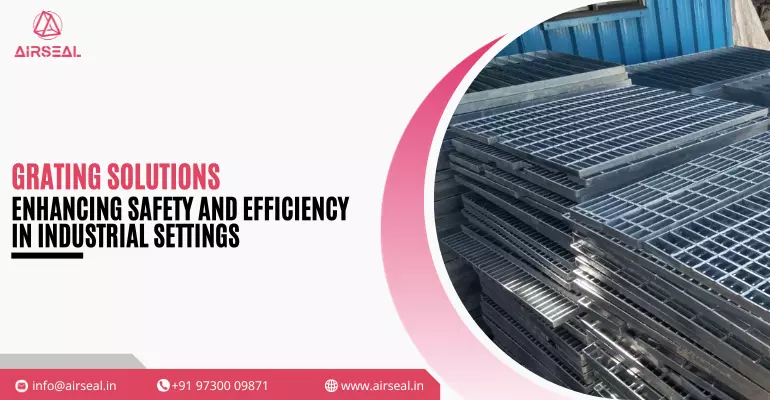 AIRSEAL
GRATING SOLUTIONS
ENHANCING SAFETY AND EFFICIENCY
IN INDUSTRIAL SETTINGS
info@airseal.in +91 97300 09871 www.airseal.in